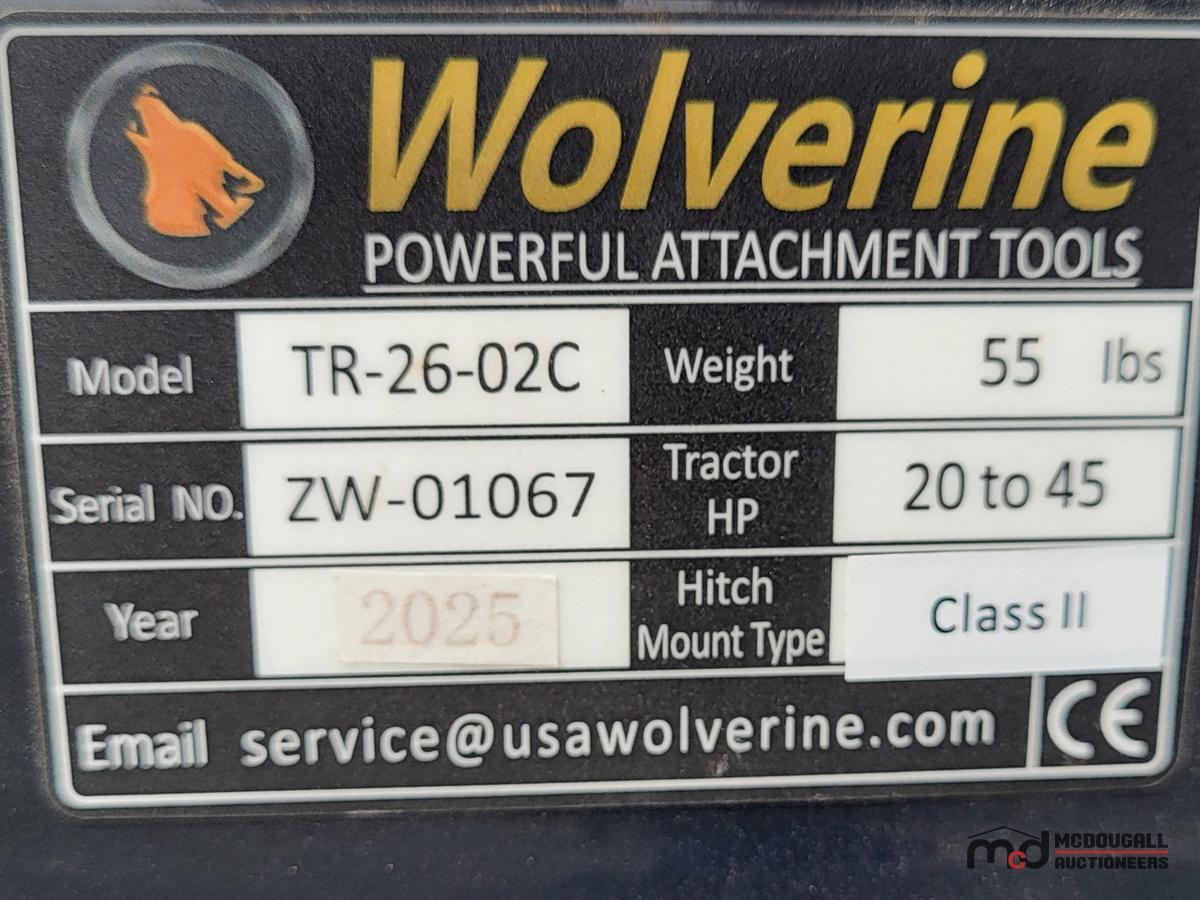 Wolverine
POWERFUL ATTACHMENT TOOLS
Model TR-26-02C Weight 55 lbs
Serial NO. ZW-01067 Tractor HP 20 to 45
Year 2025 Hitch Mount Type Class II
Email service@usawolverine.com CE
mcd MCDOUGALL
AUCTIONEERS